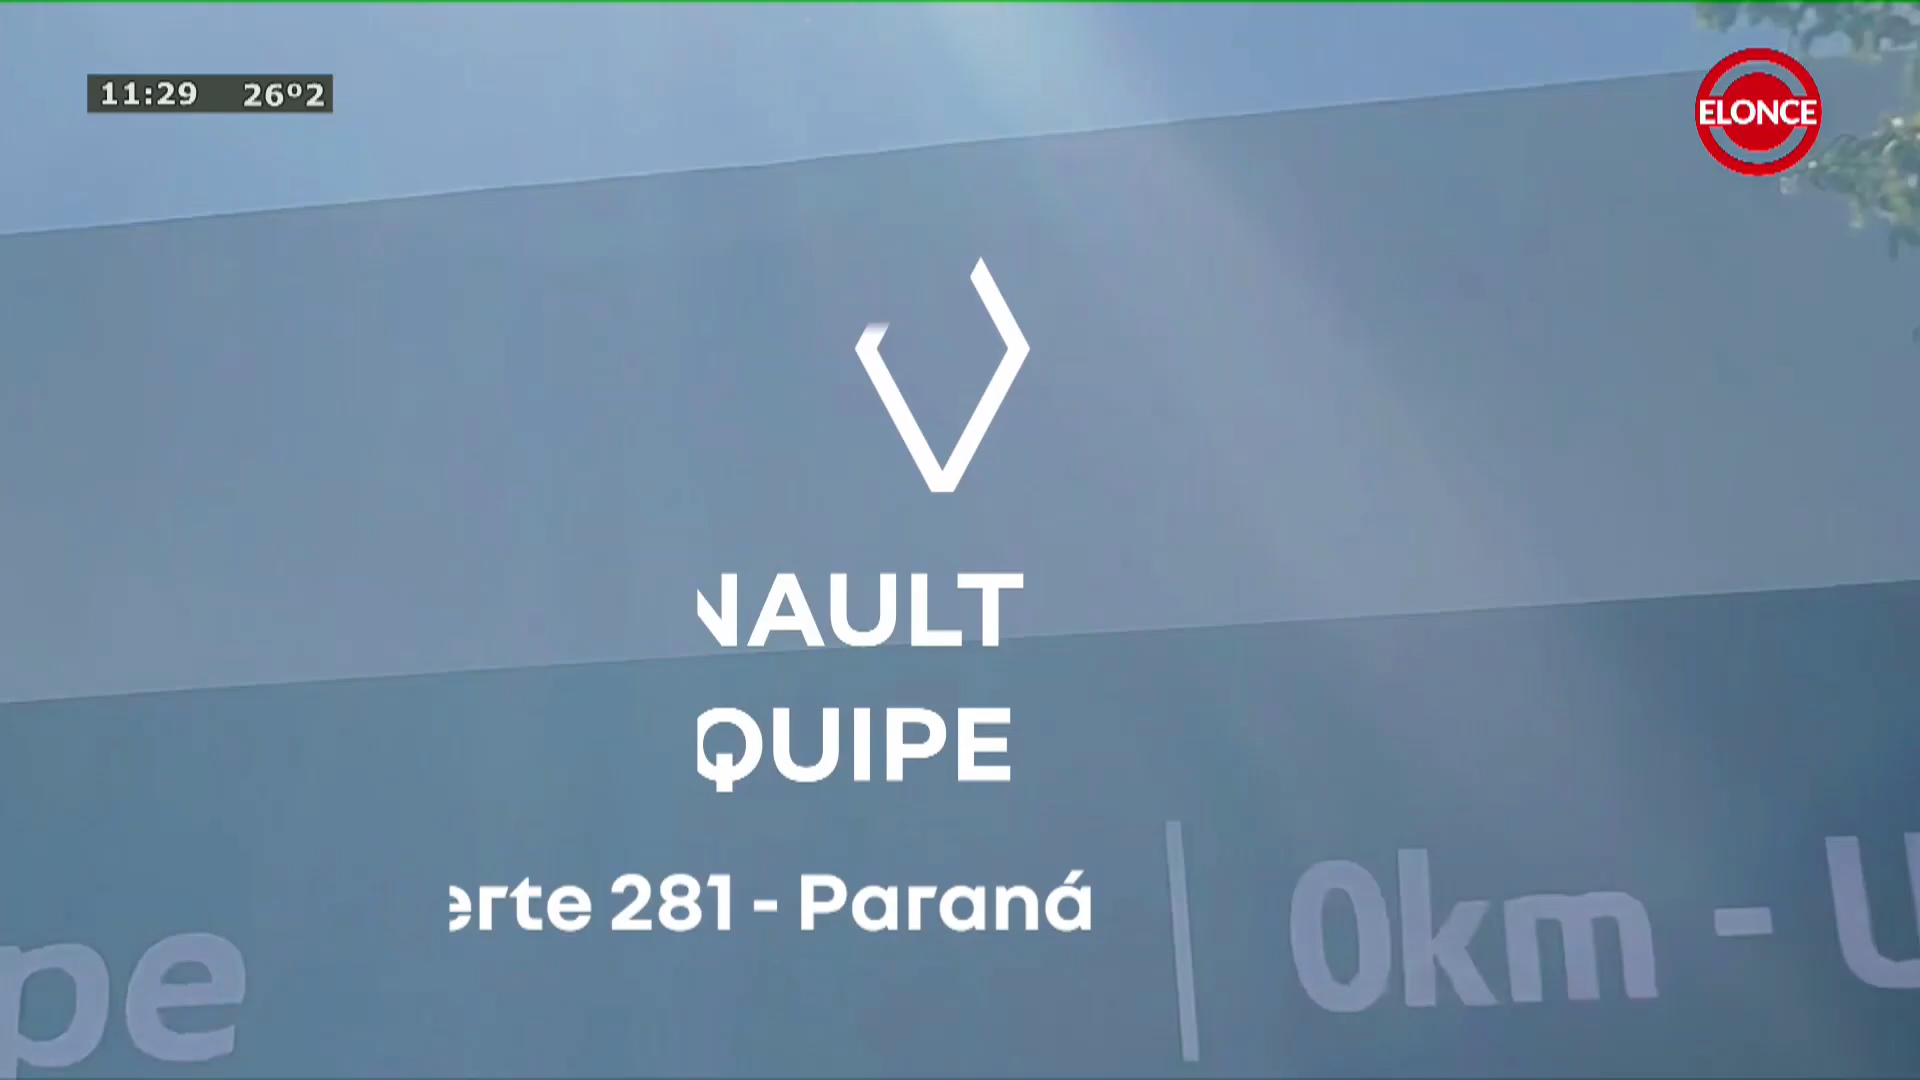 11:29 26º2
ELONCE
NAULT
QUIPE
erte 281 - Paraná
pe | 0km - U